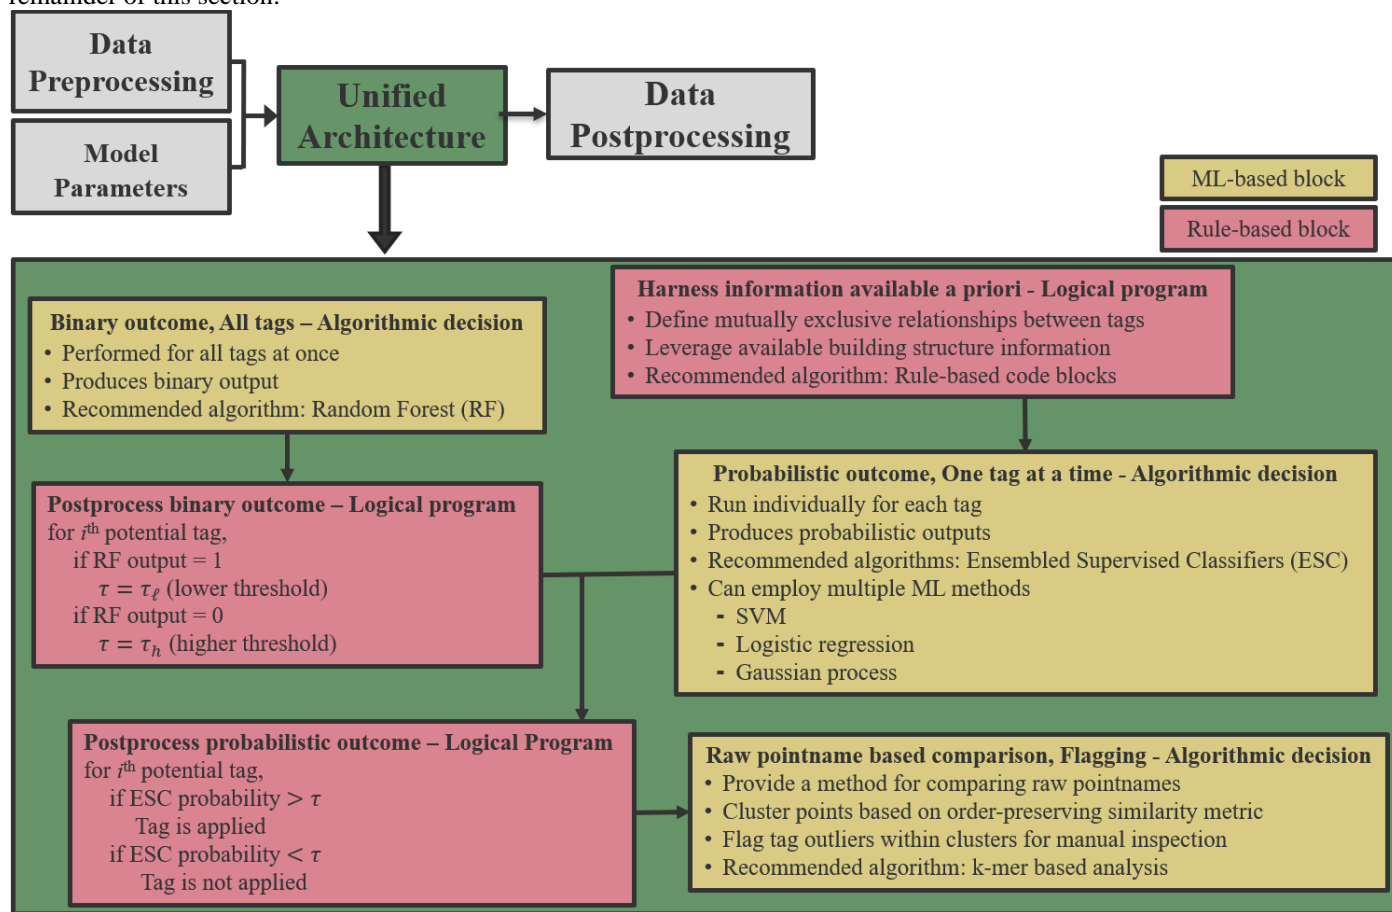 remainder of this section.
Data
Preprocessing
Model
Parameters
Unified
Architecture
Data
Postprocessing
ML-based block
Rule-based block
Binary outcome, All tags – Algorithmic decision
• Performed for all tags at once
• Produces binary output
• Recommended algorithm: Random Forest (RF)
Harness information available a priori - Logical program
• Define mutually exclusive relationships between tags
• Leverage available building structure information
• Recommended algorithm: Rule-based code blocks
Postprocess binary outcome – Logical program
for iᵗʰ potential tag,
if RF output = 1
τ = τℓ (lower threshold)
if RF output = 0
τ = τₕ (higher threshold)
Probabilistic outcome, One tag at a time - Algorithmic decision
• Run individually for each tag
• Produces probabilistic outputs
• Recommended algorithms: Ensembled Supervised Classifiers (ESC)
• Can employ multiple ML methods
- SVM
- Logistic regression
- Gaussian process
Postprocess probabilistic outcome – Logical Program
for iᵗʰ potential tag,
if ESC probability > τ
Tag is applied
if ESC probability < τ
Tag is not applied
Raw pointname based comparison, Flagging - Algorithmic decision
• Provide a method for comparing raw pointnames
• Cluster points based on order-preserving similarity metric
• Flag tag outliers within clusters for manual inspection
• Recommended algorithm: k-mer based analysis